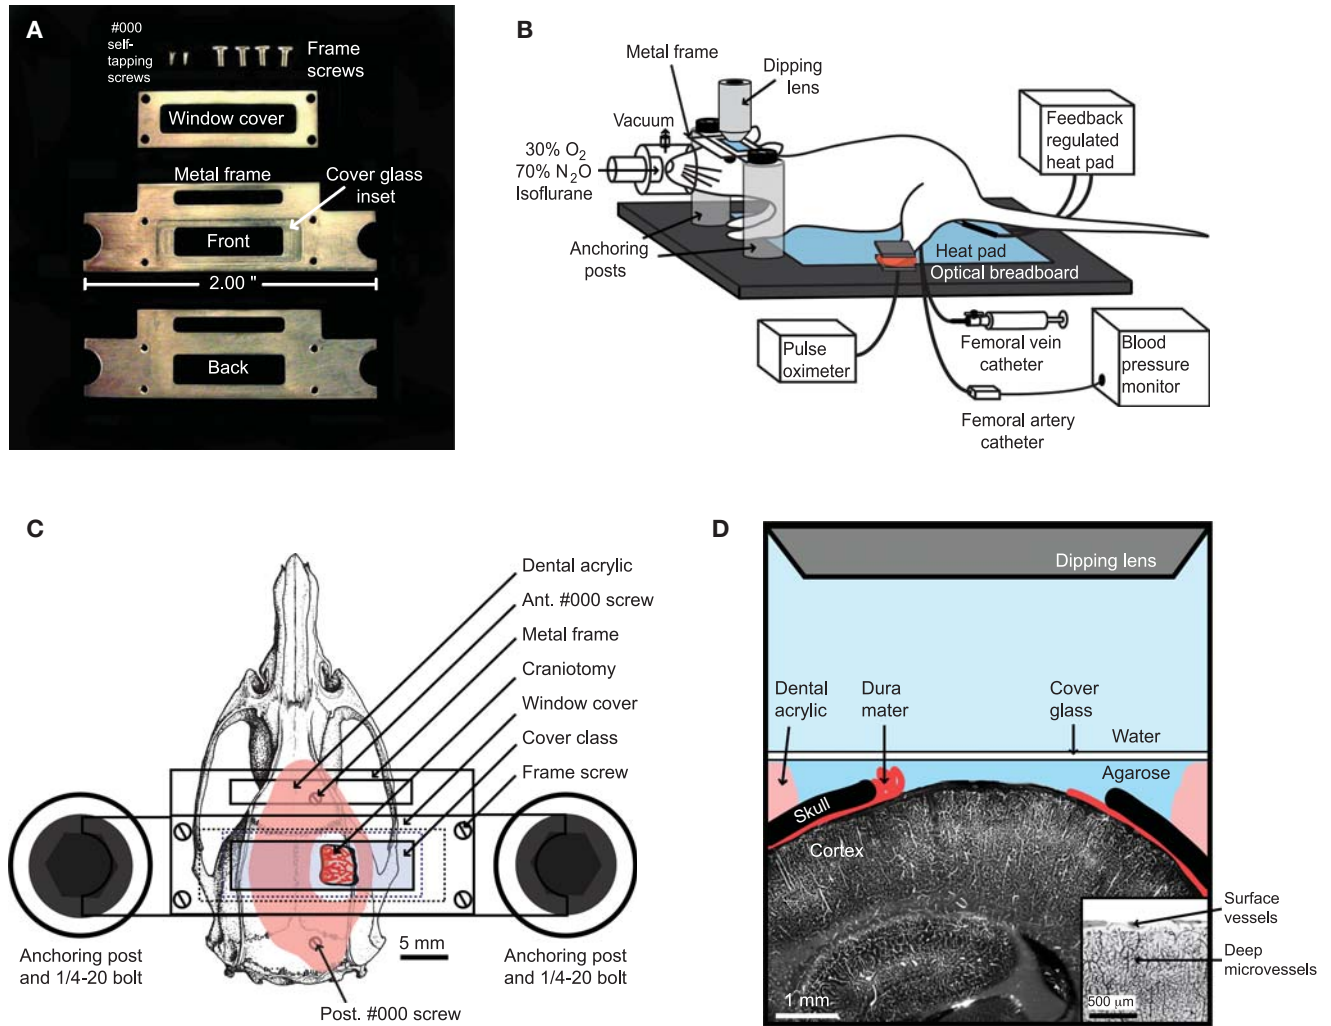 A
#000
self-
tapping
screws
Frame
screws
Window cover
Metal frame
Cover glass
inset
Front
2.00 "
Back
B
Metal frame
Dipping
lens
Vacuum
30% O2
70% N2O
Isoflurane
Feedback
regulated
heat pad
Anchoring
posts
Heat pad
Optical breadboard
Pulse
oximeter
Femoral vein
catheter
Blood
pressure
monitor
Femoral artery
catheter
C
Dental acrylic
Ant. #000 screw
Metal frame
Craniotomy
Window cover
Cover class
Frame screw
Anchoring post
and 1/4-20 bolt
5 mm
Anchoring post
and 1/4-20 bolt
Post. #000 screw
D
Dipping lens
Dental
acrylic
Dura
mater
Cover
glass
Water
Agarose
Skull
Cortex
Surface
vessels
Deep
microvessels
1 mm
500 µm